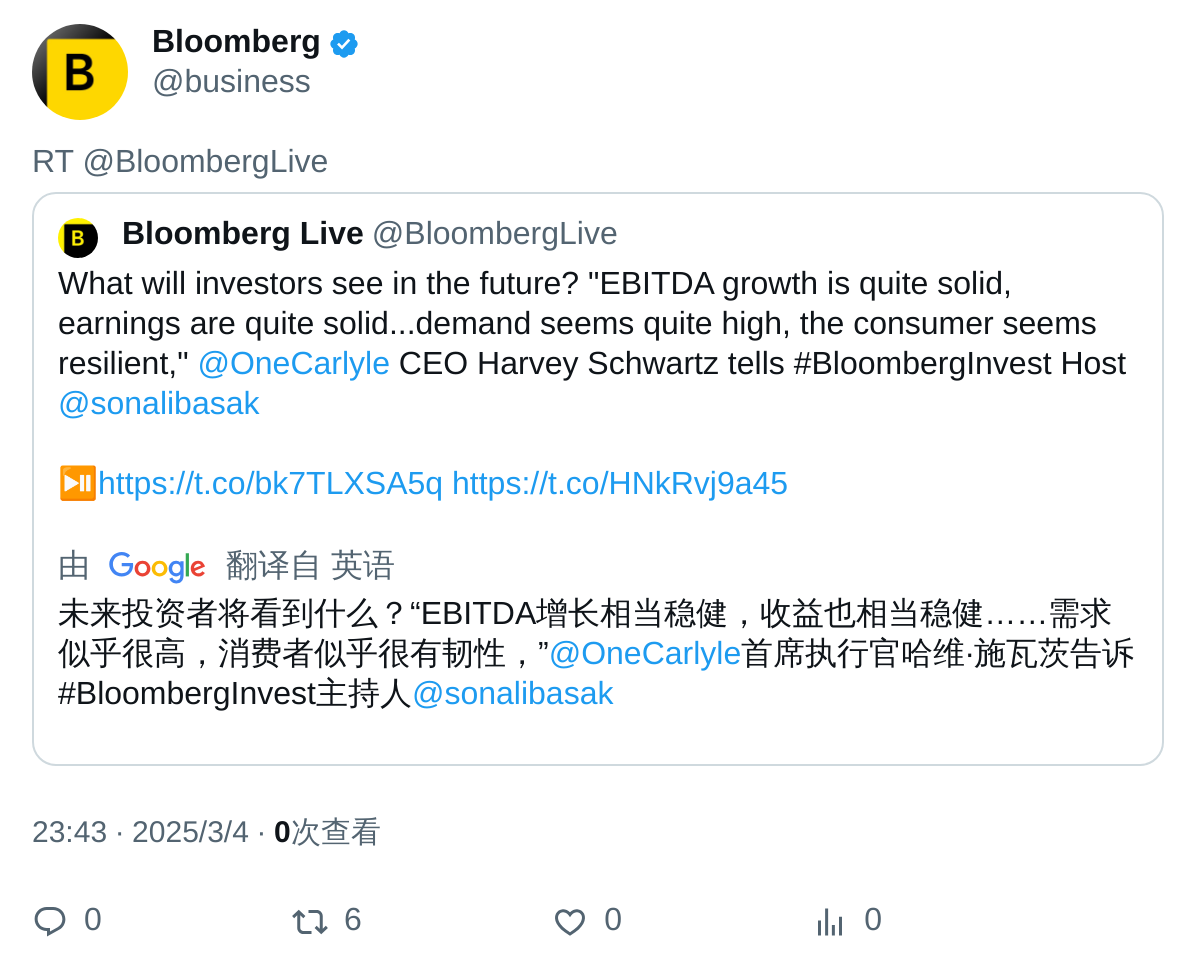 Bloomberg
@business
RT @BloombergLive
B
B
Bloomberg Live @BloombergLive
What will investors see in the future? "EBITDA growth is quite solid,
earnings are quite solid...demand seems quite high, the consumer seems
resilient," @OneCarlyle CEO Harvey Schwartz tells #BloombergInvest Host
@sonalibasak
⏯️https://t.co/bk7TLXSA5q https://t.co/HNkRvj9a45
由 Google 翻译自 英语
未来投资者将看到什么？“EBITDA增长相当稳健，收益也相当稳健……需求
似乎很高，消费者似乎很有韧性，”@OneCarlyle首席执行官哈维·施瓦茨告诉
#BloombergInvest主持人@sonalibasak
23:43 · 2025/3/4 · 0次查看
0 6 0 0